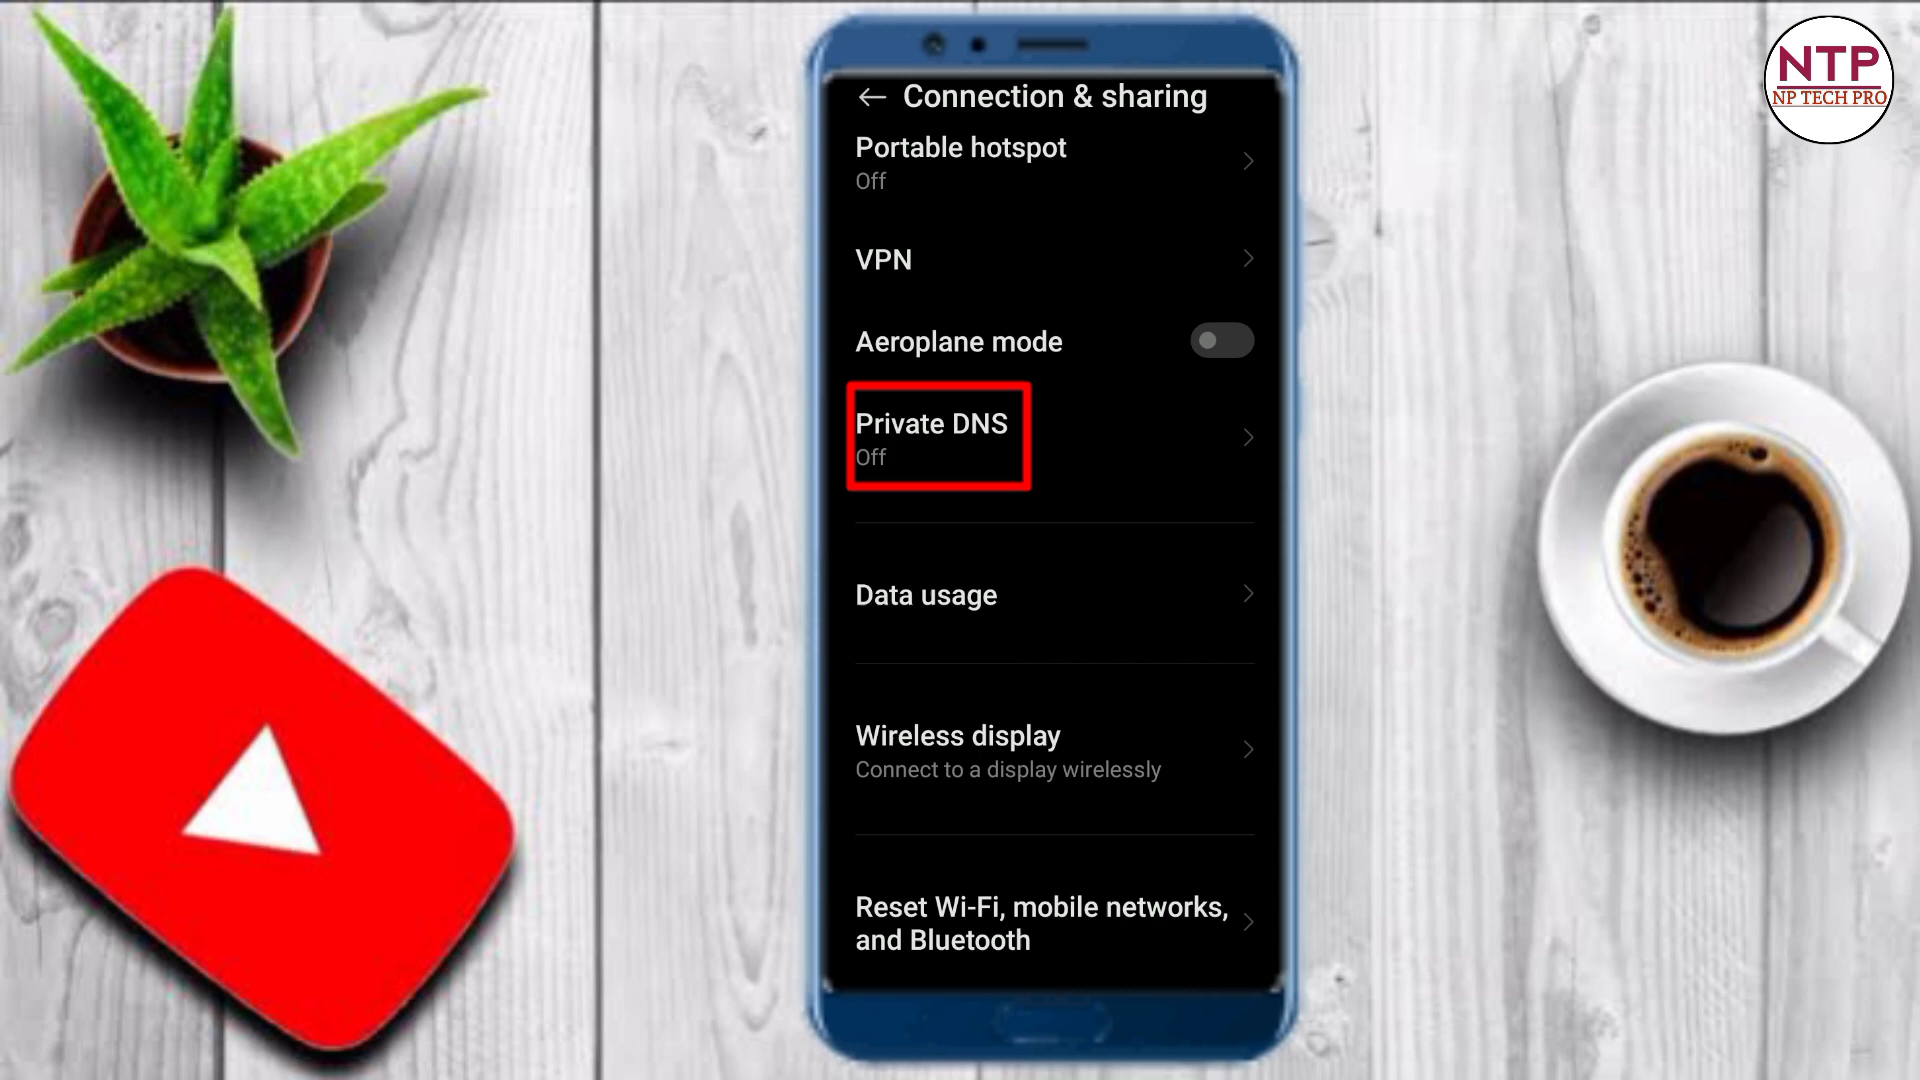 NTP
NP TECH PRO
Connection & sharing
Portable hotspot
Off
VPN
Aeroplane mode
Private DNS
Off
Data usage
Wireless display
Connect to a display wirelessly
Reset Wi-Fi, mobile networks,
and Bluetooth